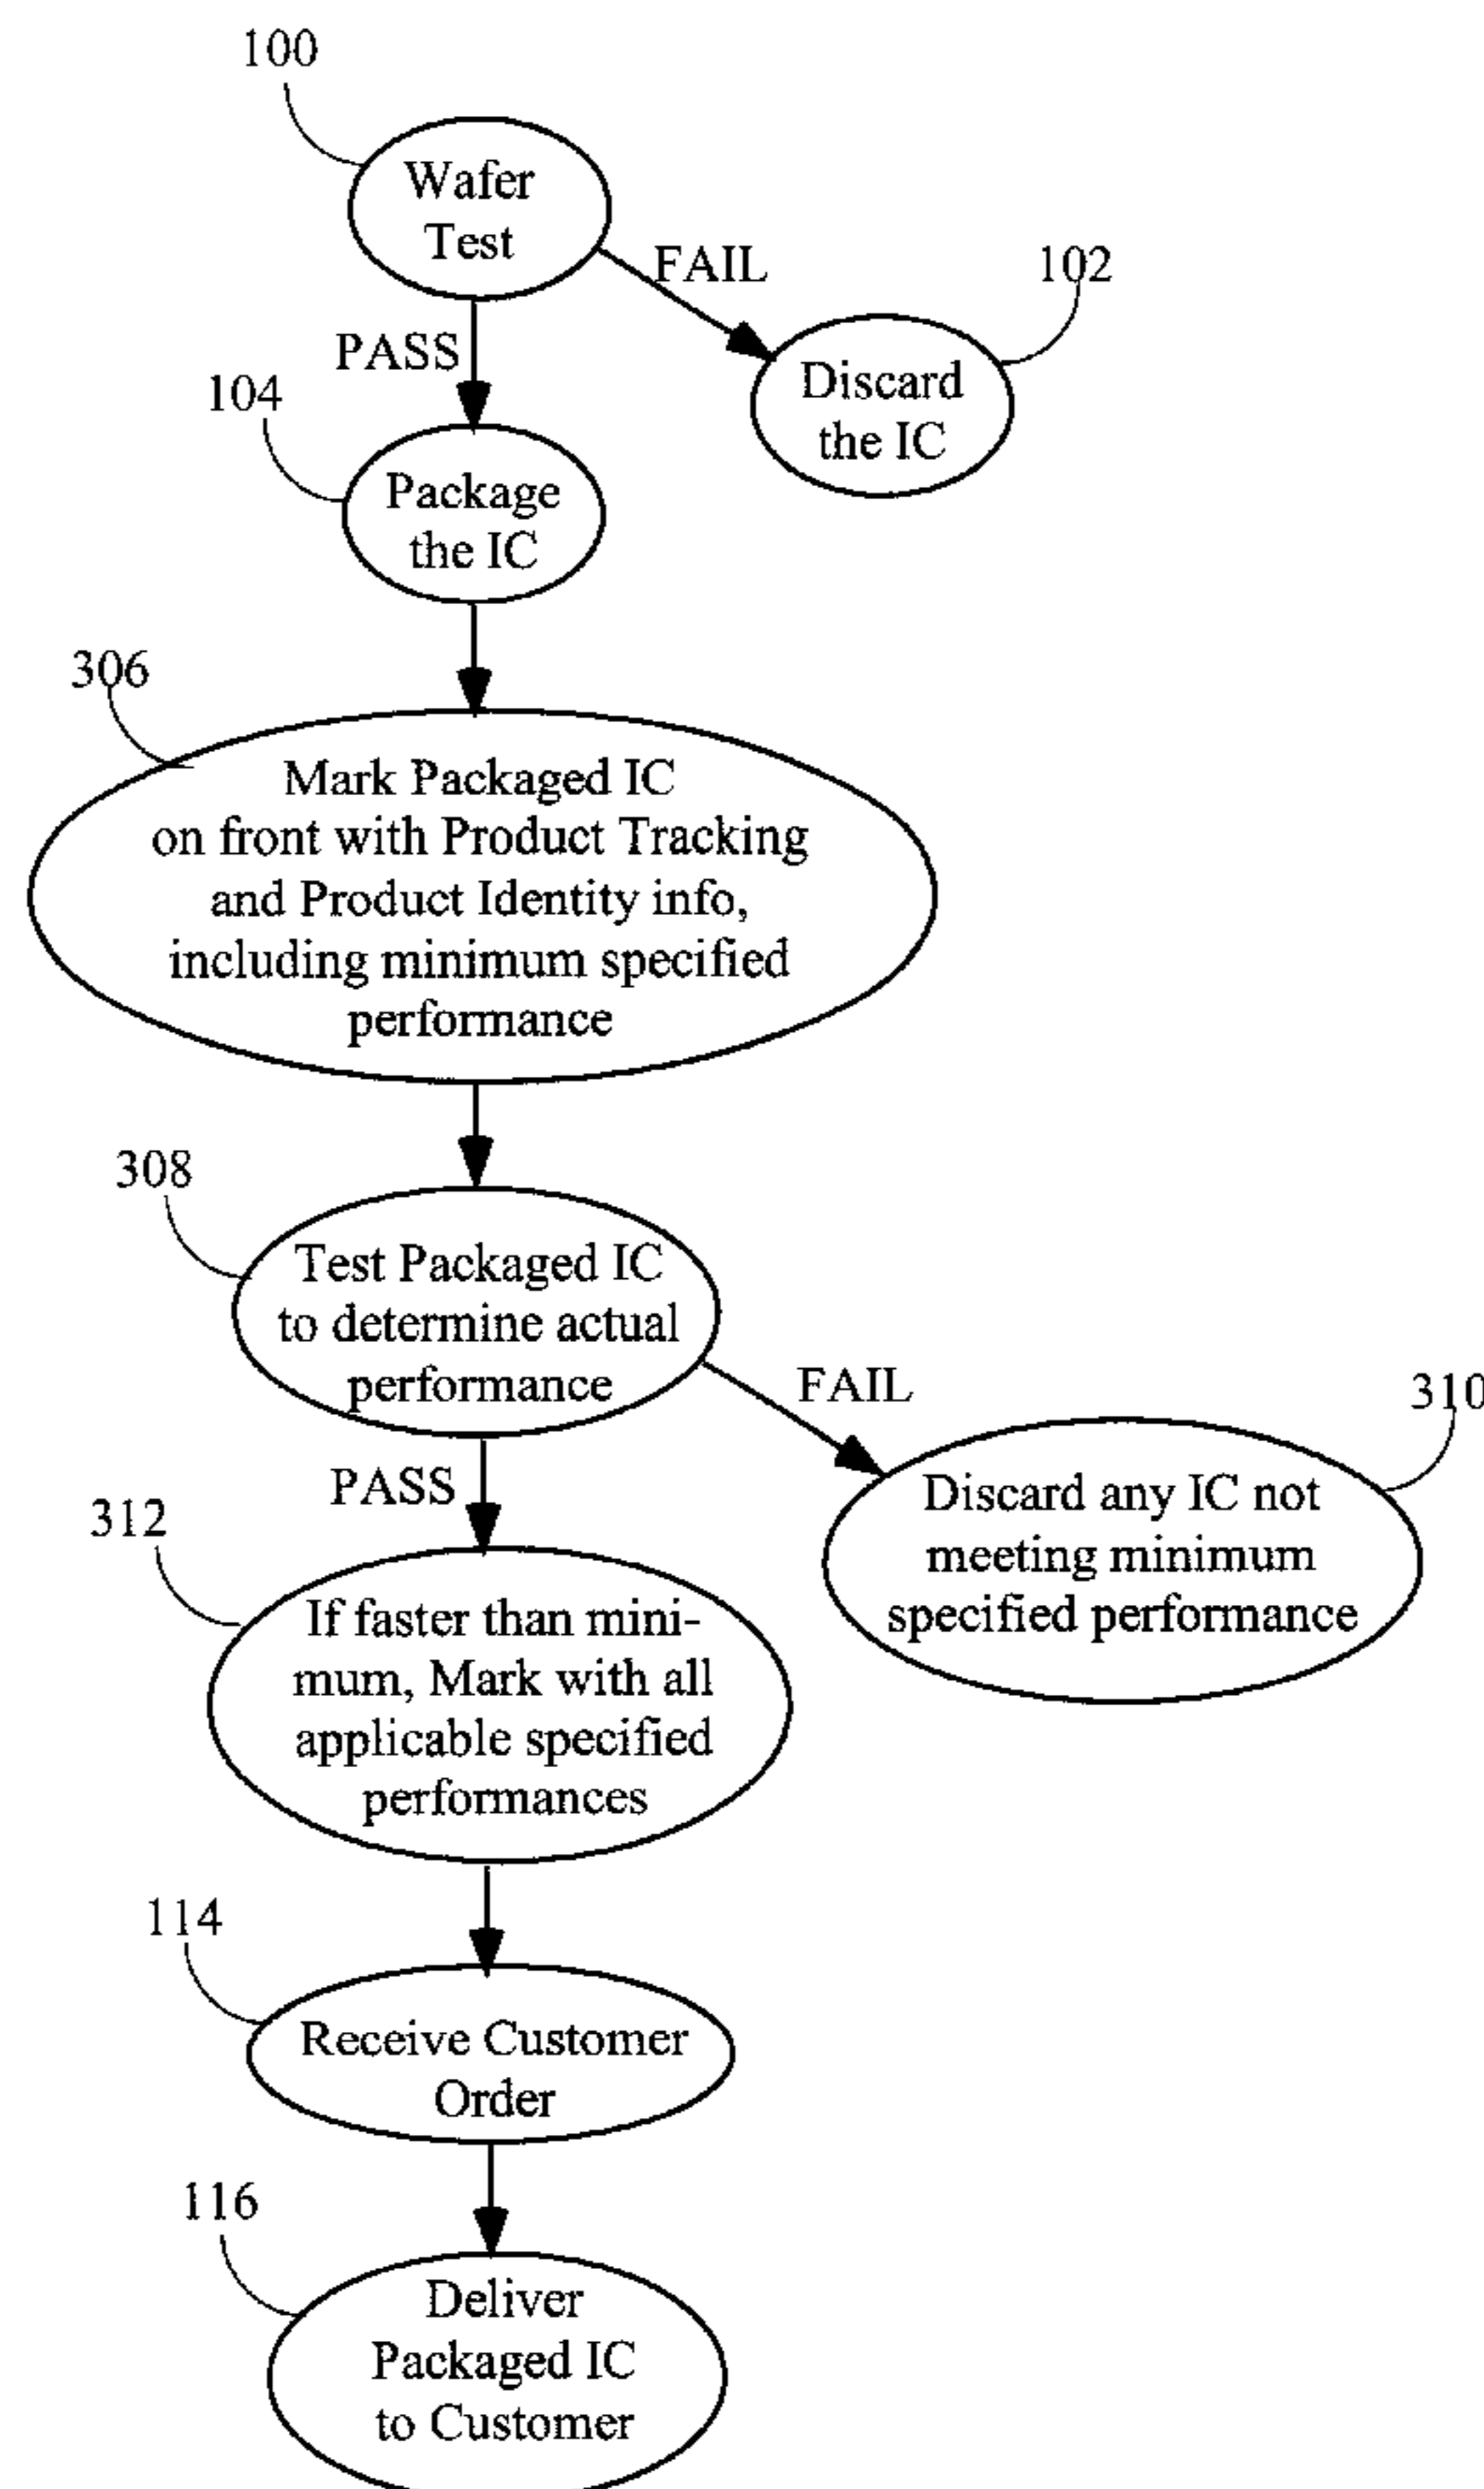 100
Wafer
Test
FAIL
102
PASS
Discard
the IC
104
Package
the IC
306
Mark Packaged IC
on front with Product Tracking
and Product Identity info,
including minimum specified
performance
308
Test Packaged IC
to determine actual
performance
FAIL
310
PASS
Discard any IC not
meeting minimum
specified performance
312
If faster than mini-
mum, Mark with all
applicable specified
performances
114
Receive Customer
Order
116
Deliver
Packaged IC
to Customer